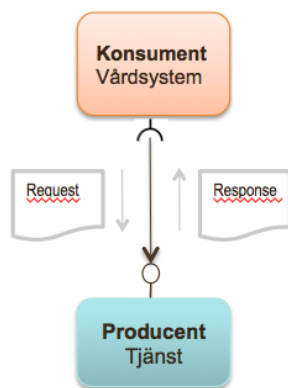 Konsument
Vårdsystem
Request
Response
Producent
Tjänst